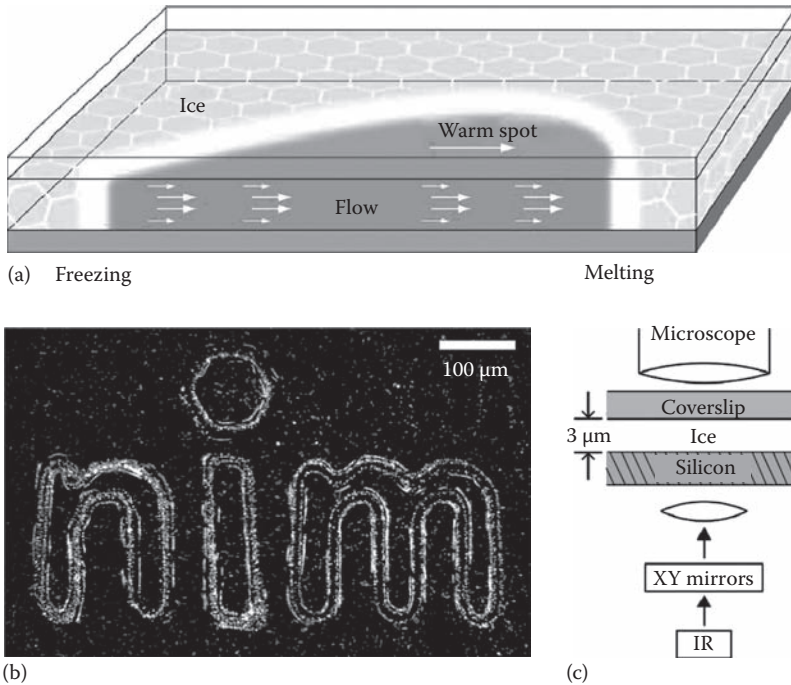 Ice
Warm spot
Flow
(a) Freezing Melting
100 μm
nim
(b)
Microscope
Coverslip
3 μm
Ice
Silicon
XY mirrors
IR
(c)